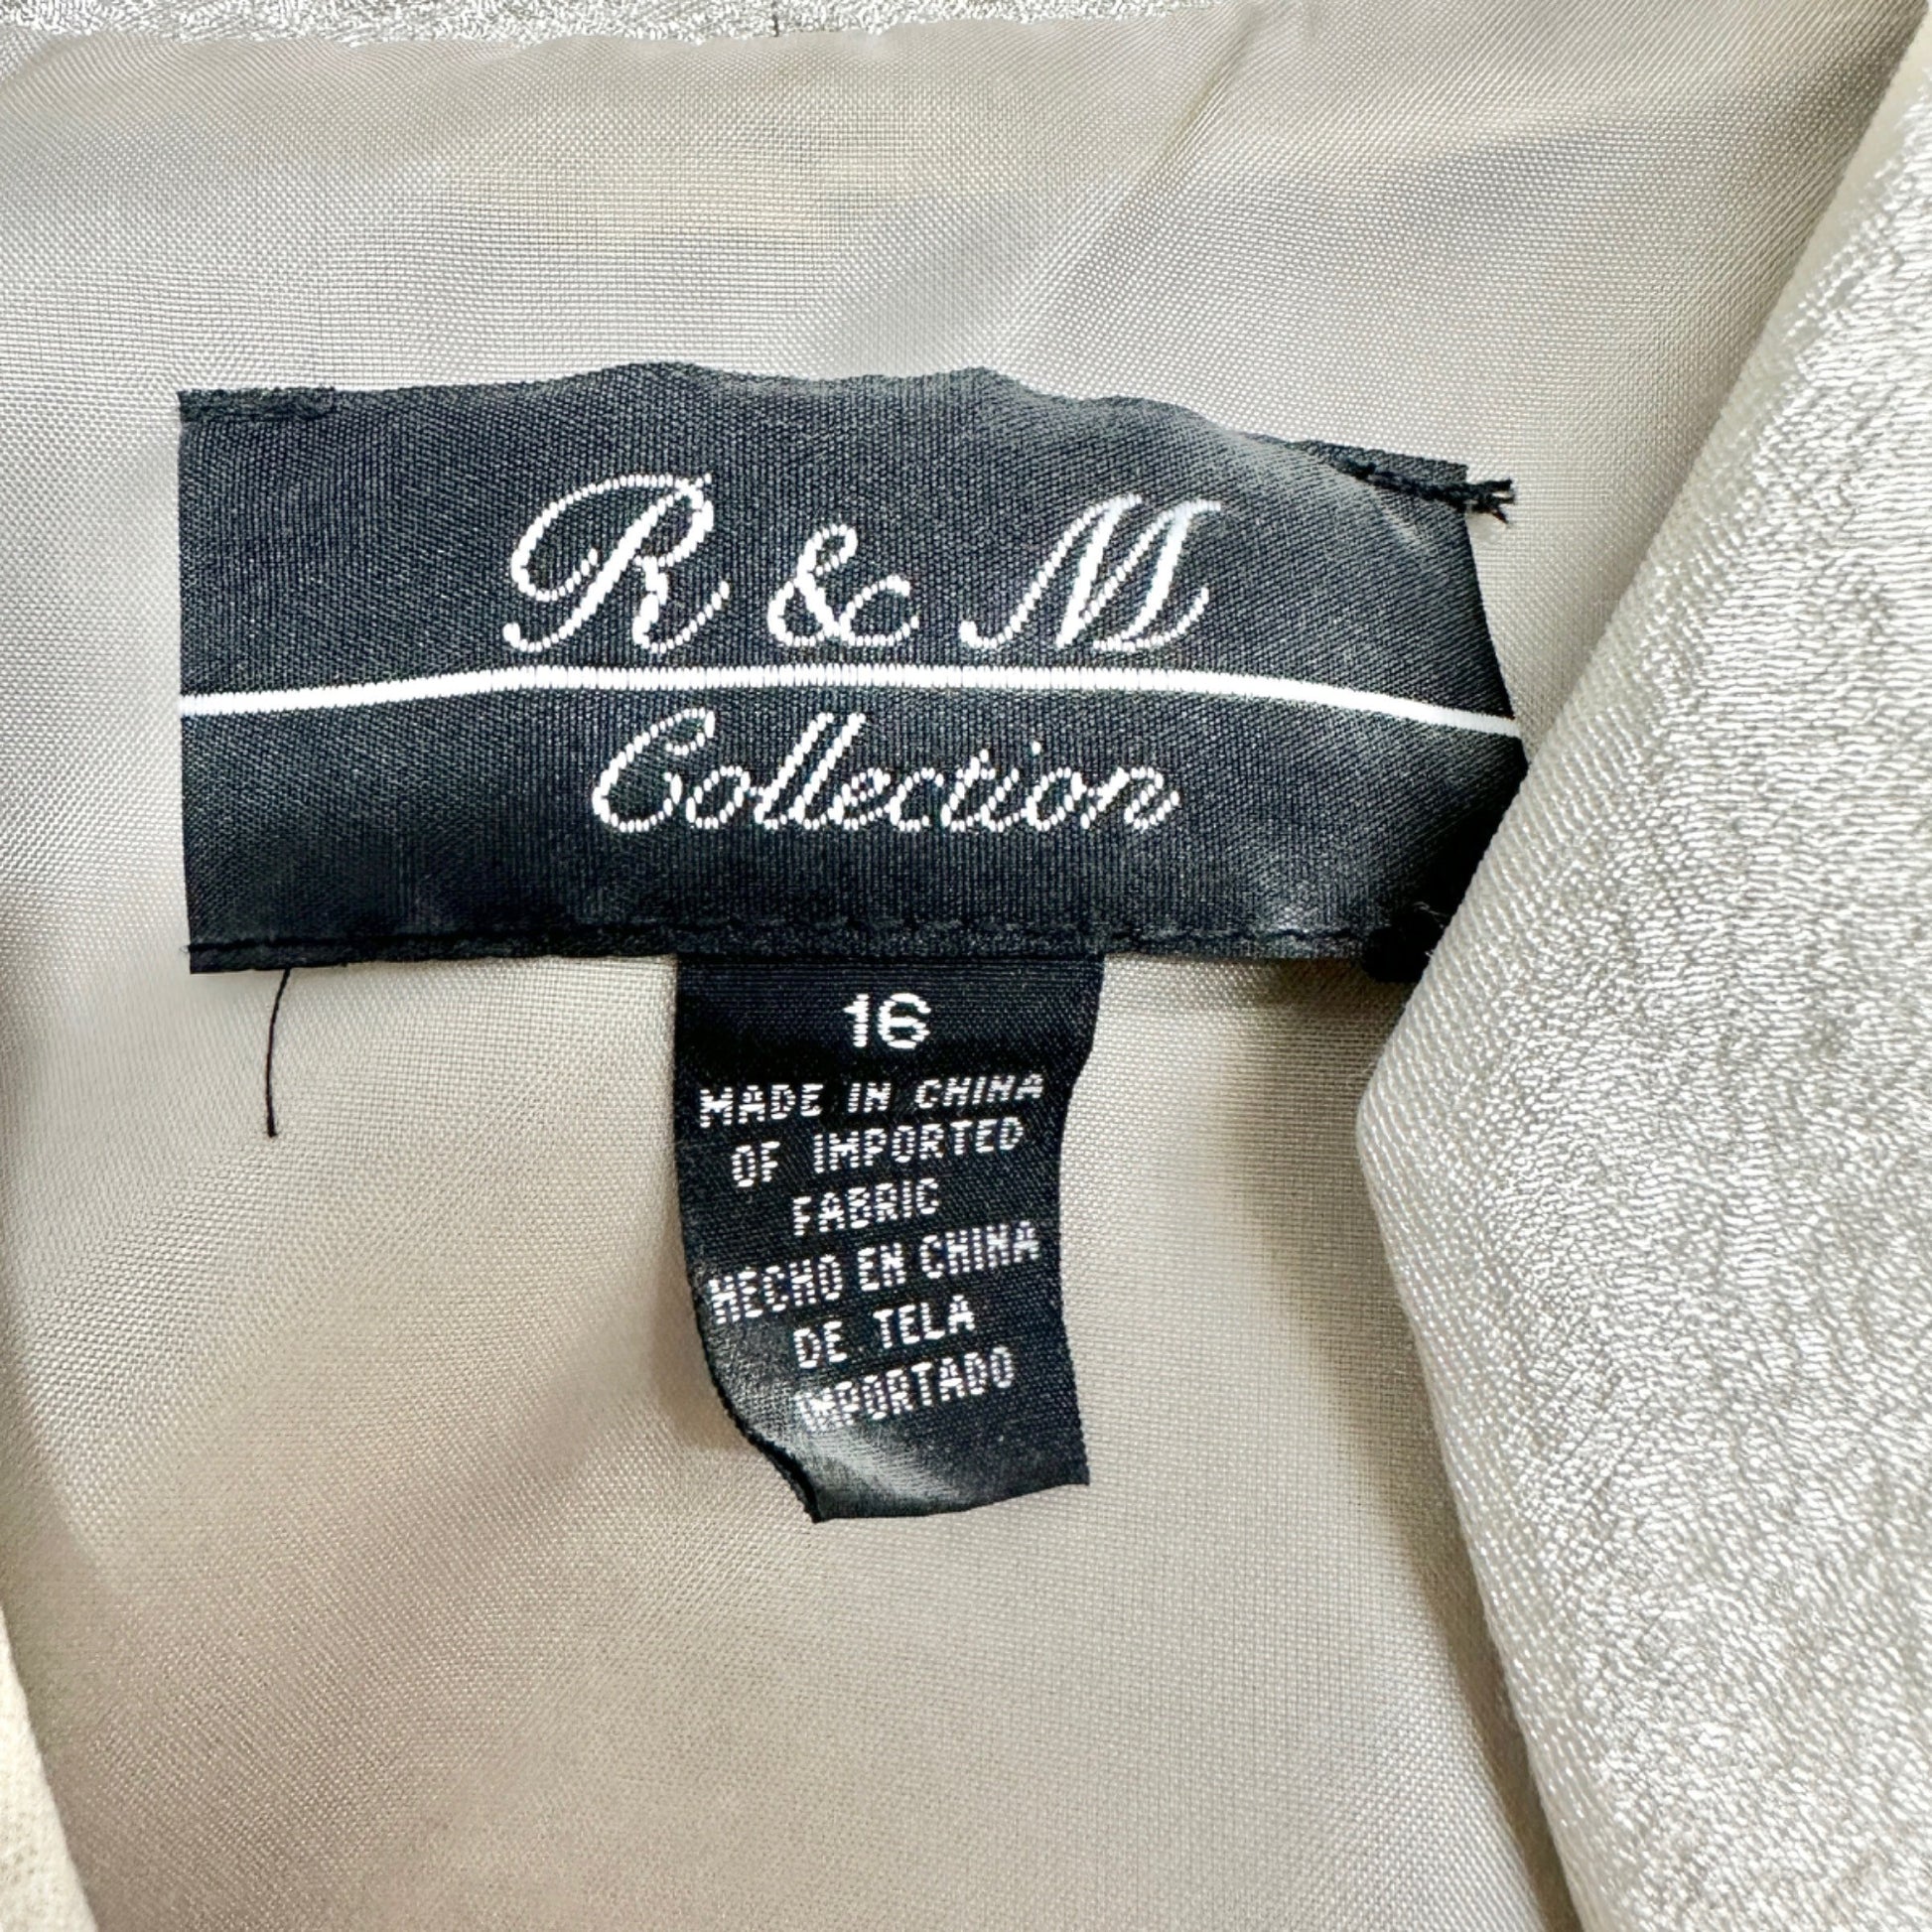 R & M
Collection
16
MADE IN CHINA
OF IMPORTED
FABRIC
HECHO EN CHINA
DE TELA
IMPORTADO